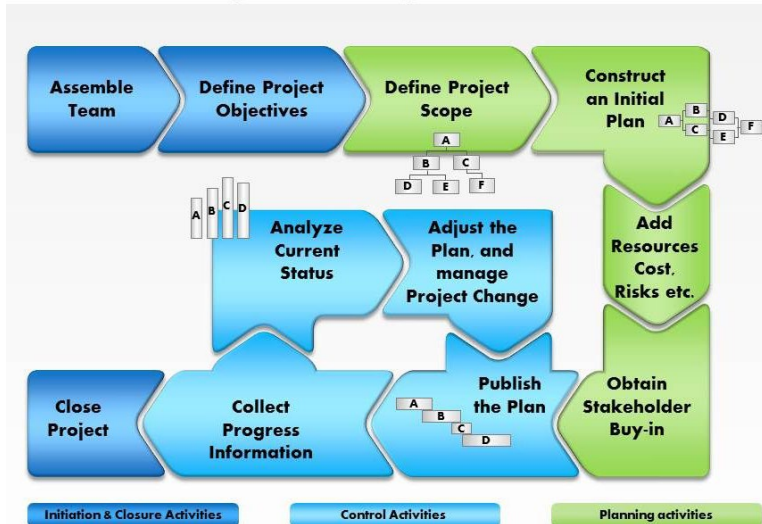 Assemble
Team
Define Project
Objectives
Define Project
Scope
A
B
C
D
E
F
Construct
an Initial
Plan
A
B
C
D
E
F
A
B
C
D
Analyze
Current
Status
Adjust the
Plan, and
manage
Project Change
Add
Resources
Cost,
Risks etc.
Close
Project
Collect
Progress
Information
Publish
the Plan
A
B
C
D
Obtain
Stakeholder
Buy-in
Initiation & Closure Activities
Control Activities
Planning activities